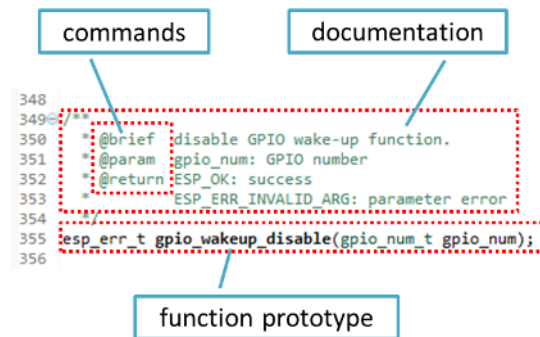 commands
documentation
348
349 /**
350 * @brief disable GPIO wake-up function.
351 * @param gpio_num: GPIO number
352 * @return ESP_OK: success
353 * ESP_ERR_INVALID_ARG: parameter error
354 */
355 esp_err_t gpio_wakeup_disable(gpio_num_t gpio_num);
356
function prototype